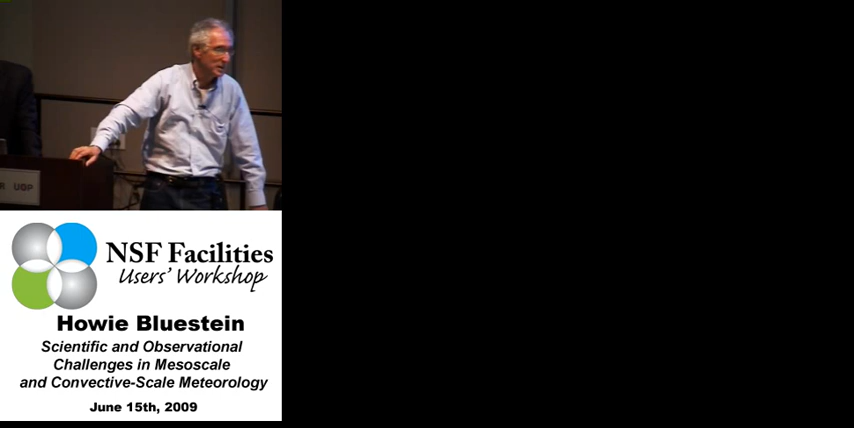 R UQP
NSF Facilities
Users' Workshop
Howie Bluestein
Scientific and Observational
Challenges in Mesoscale
and Convective-Scale Meteorology
June 15th, 2009